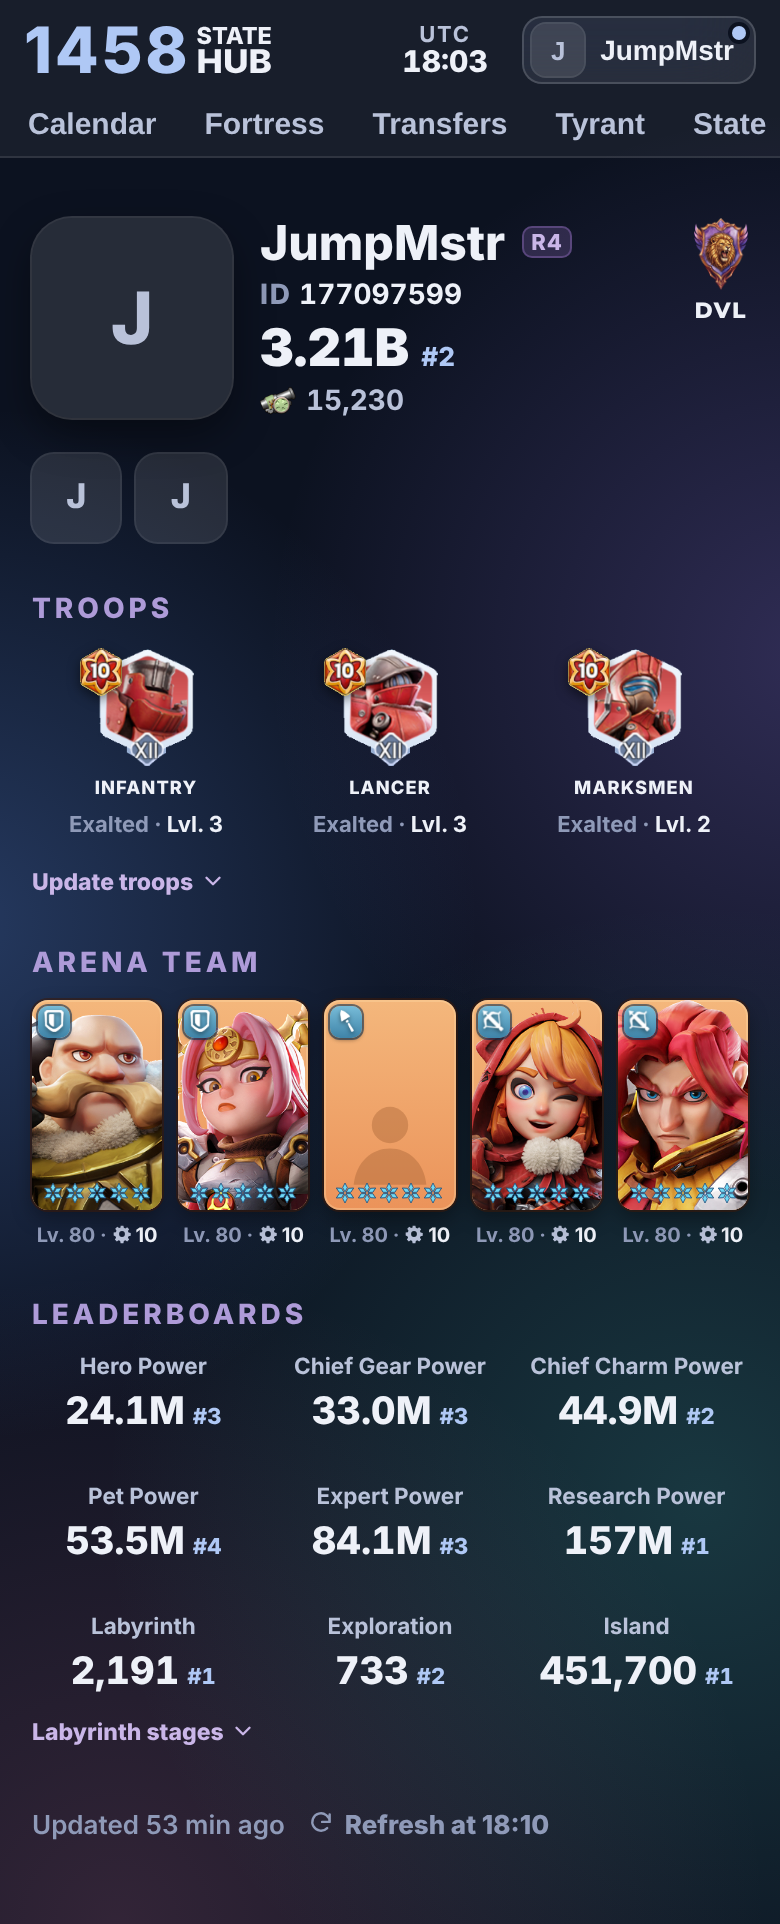 1458 STATE HUB
UTC
18:03
J JumpMstr
Calendar Fortress Transfers Tyrant State
J
JumpMstr R4
ID 177097599
3.21B #2
15,230
DVL
J J
TROOPS
10 XII 10 XII 10 XII
INFANTRY LANCER MARKSMEN
Exalted · Lvl. 3 Exalted · Lvl. 3 Exalted · Lvl. 2
Update troops
ARENA TEAM
Lv. 80 · 10 Lv. 80 · 10 Lv. 80 · 10 Lv. 80 · 10 Lv. 80 · 10
LEADERBOARDS
Hero Power Chief Gear Power Chief Charm Power
24.1M #3 33.0M #3 44.9M #2
Pet Power Expert Power Research Power
53.5M #4 84.1M #3 157M #1
Labyrinth Exploration Island
2,191 #1 733 #2 451,700 #1
Labyrinth stages
Updated 53 min ago Refresh at 18:10